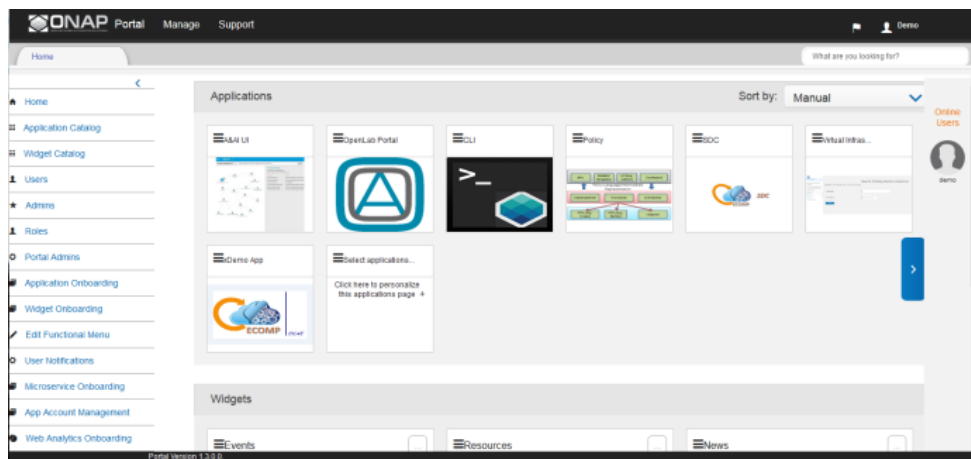 ONAP Portal Manage Support Demo
Home What are you looking for?
Home
Application Catalog
Widget Catalog
Users
Admins
Roles
Portal Admins
Application Onboarding
Widget Onboarding
Edit Functional Menu
User Notifications
Microservice Onboarding
App Account Management
Web Analytics Onboarding
Applications Sort by: Manual
A&AI UI
OpenLab Portal
CLI
>_
Policy
SDC
SDC
Virtual Infras...
xDemo App
ECOMP
Select applications...
Click here to personalize
this applications page +
Online
Users
demo
Widgets
Events
Resources
News
Portal Version 1.3.0.0